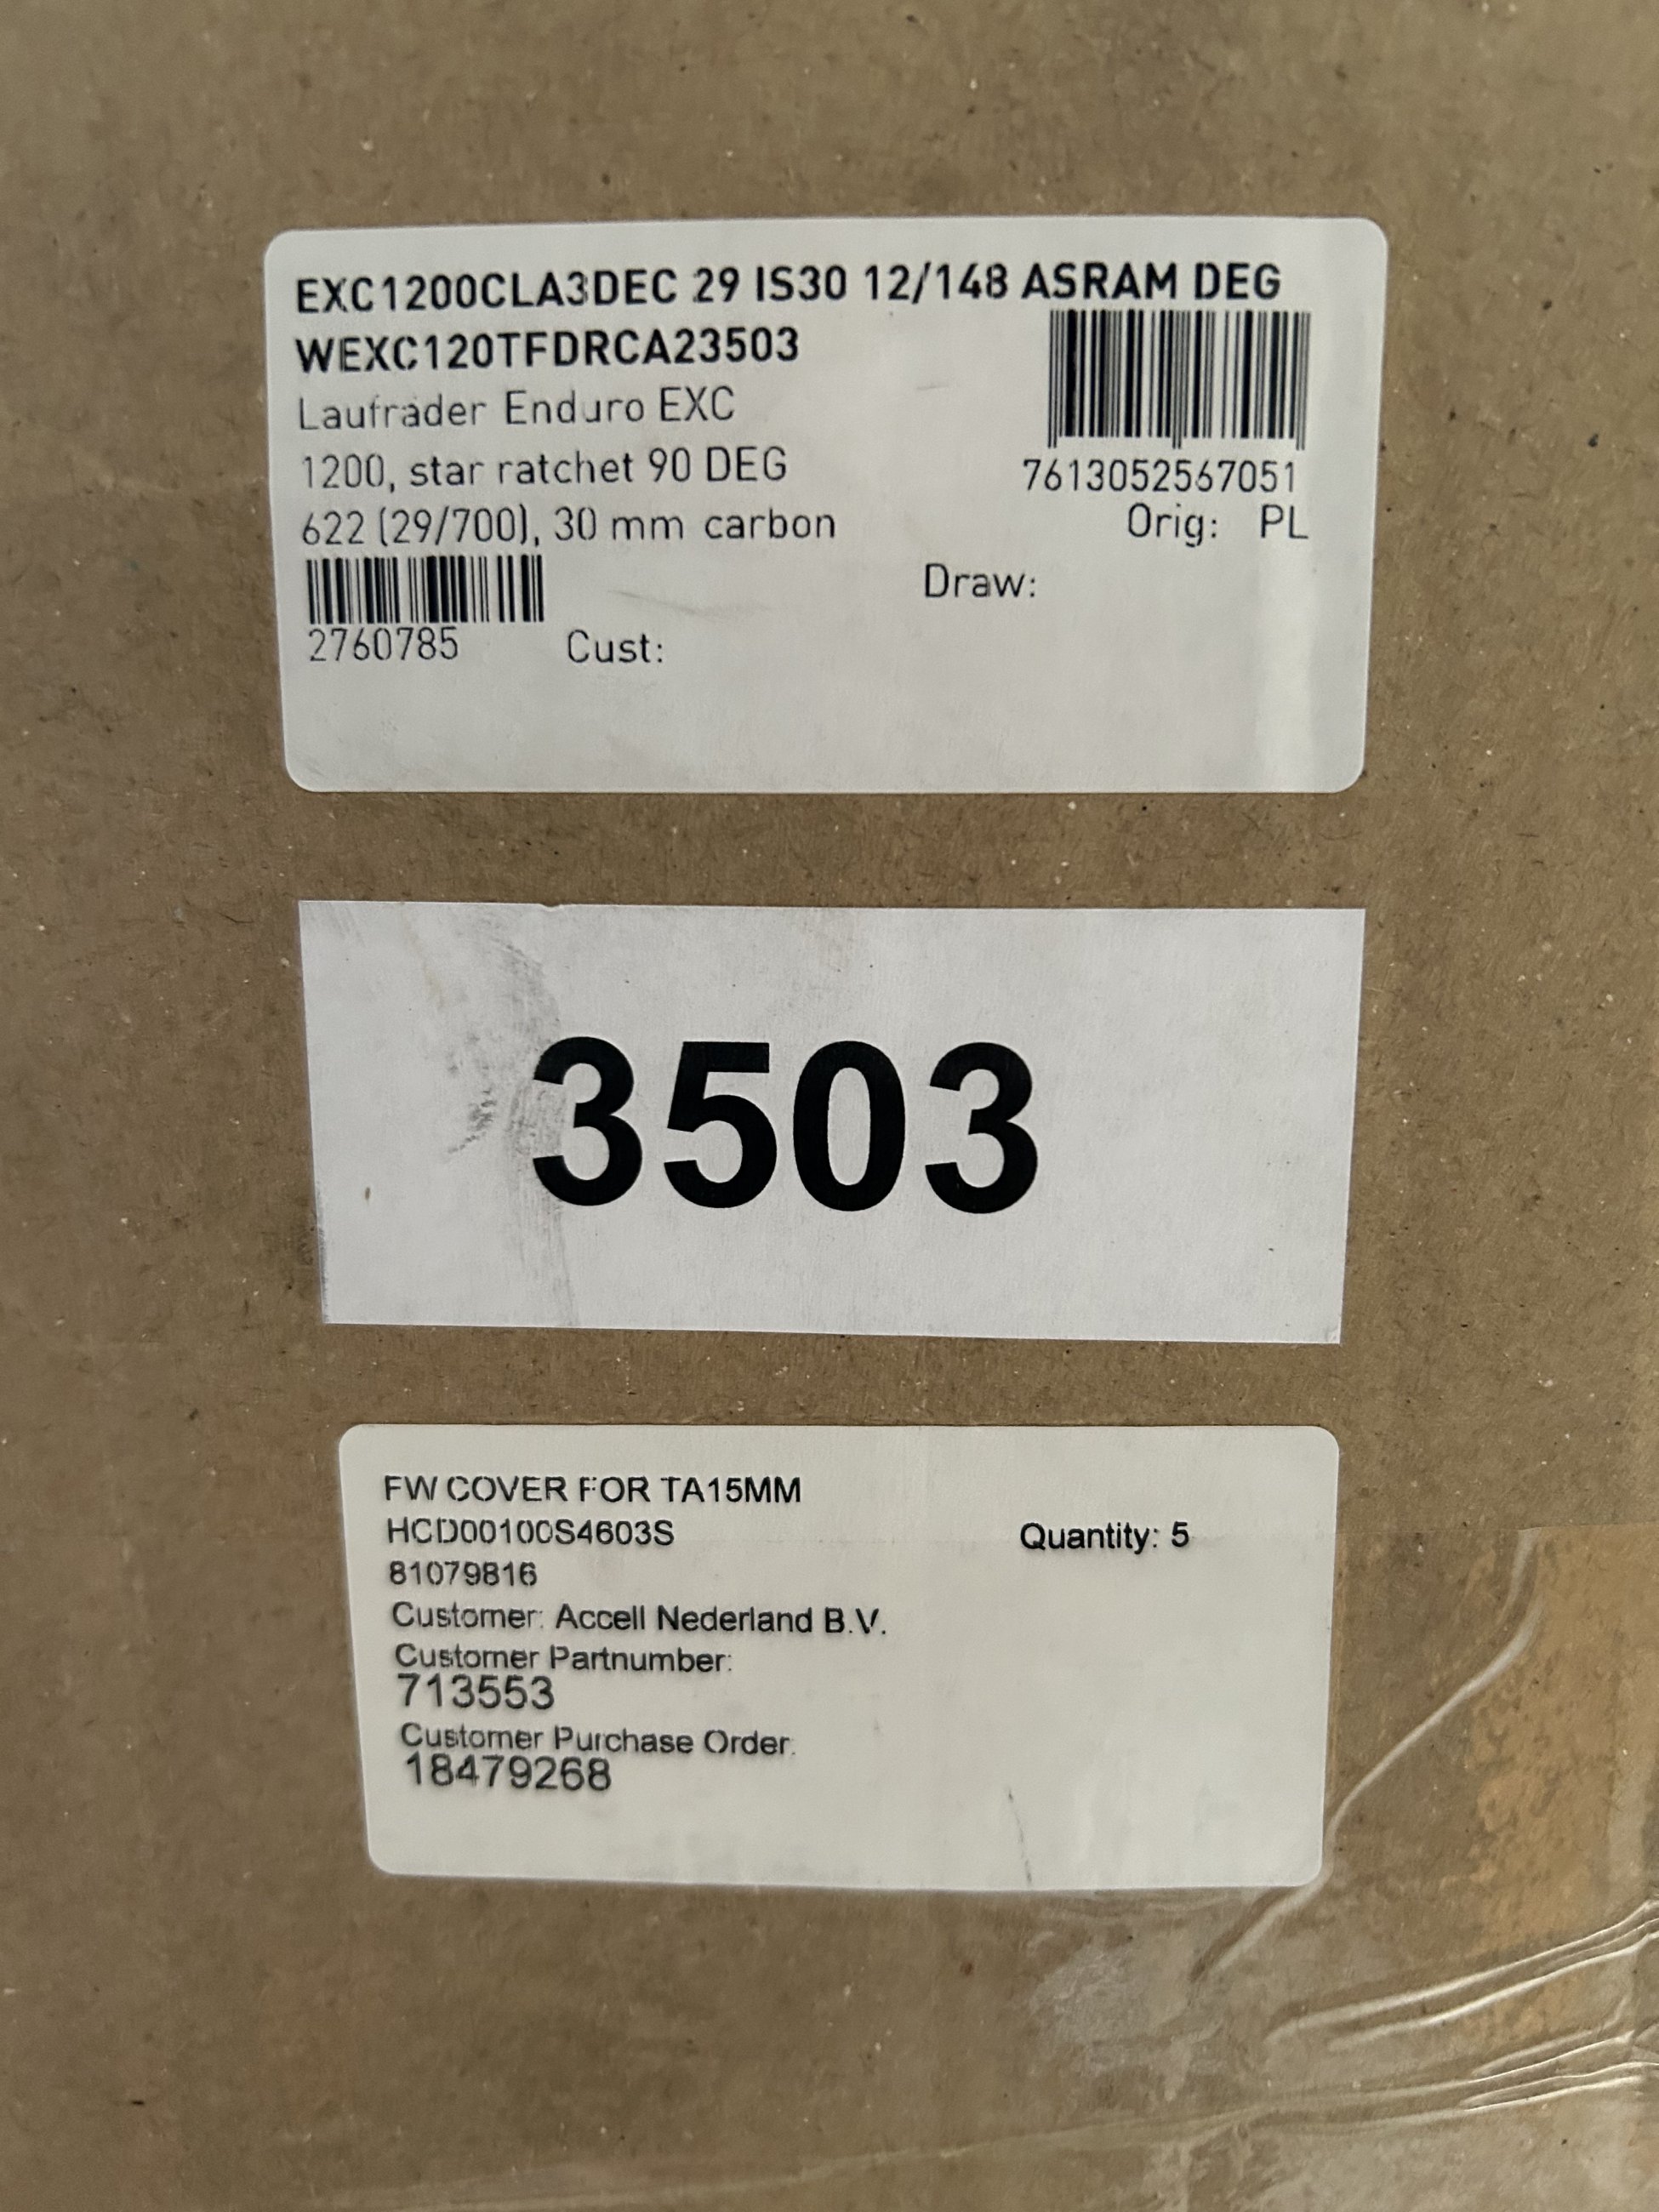 EXC1200CLA3DEC 29 IS30 12/148 ASRAM DEG
WEXC120TFDRCA23503
Laufräder Enduro EXC
1200, star ratchet 90 DEG
622 (29/700), 30 mm carbon
7613052567051
Orig: PL
Draw:
2760785 Cust:
3503
FW COVER FOR TA15MM
HCD00100S4603S Quantity: 5
81079816
Customer: Accell Nederland B.V.
Customer Partnumber:
713553
Customer Purchase Order:
18479268